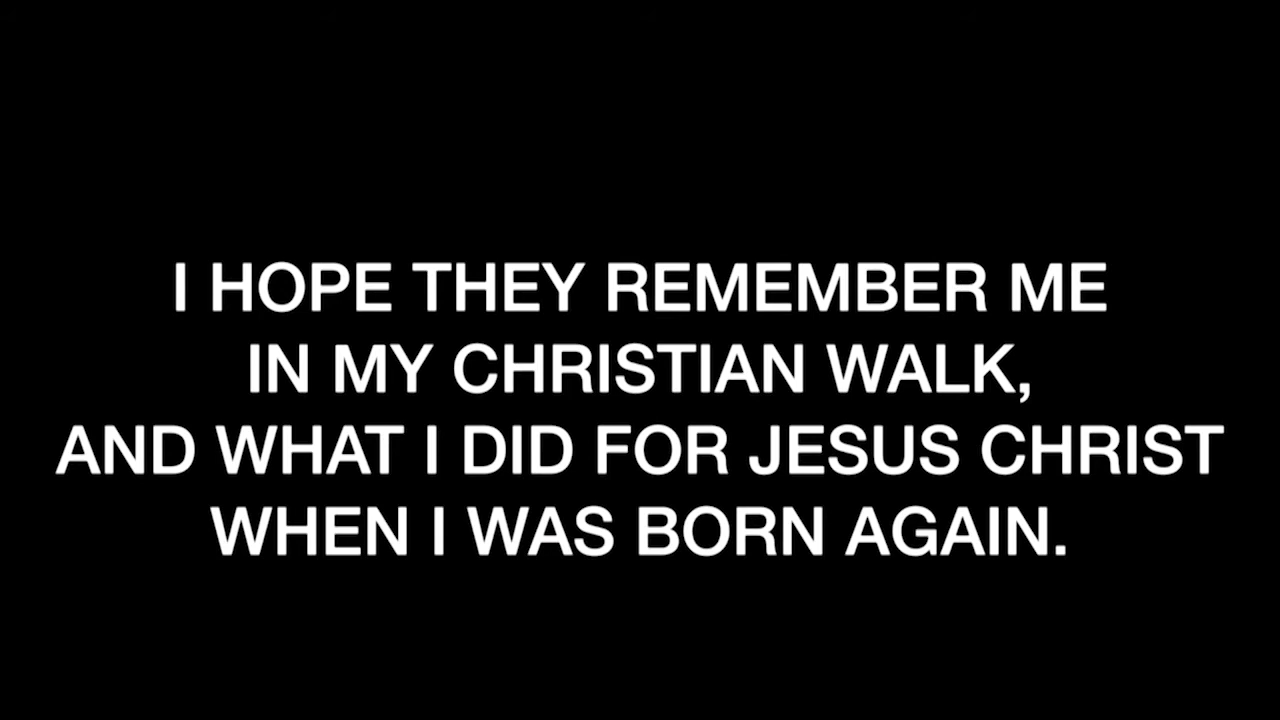 I HOPE THEY REMEMBER ME
IN MY CHRISTIAN WALK,
AND WHAT I DID FOR JESUS CHRIST
WHEN I WAS BORN AGAIN.